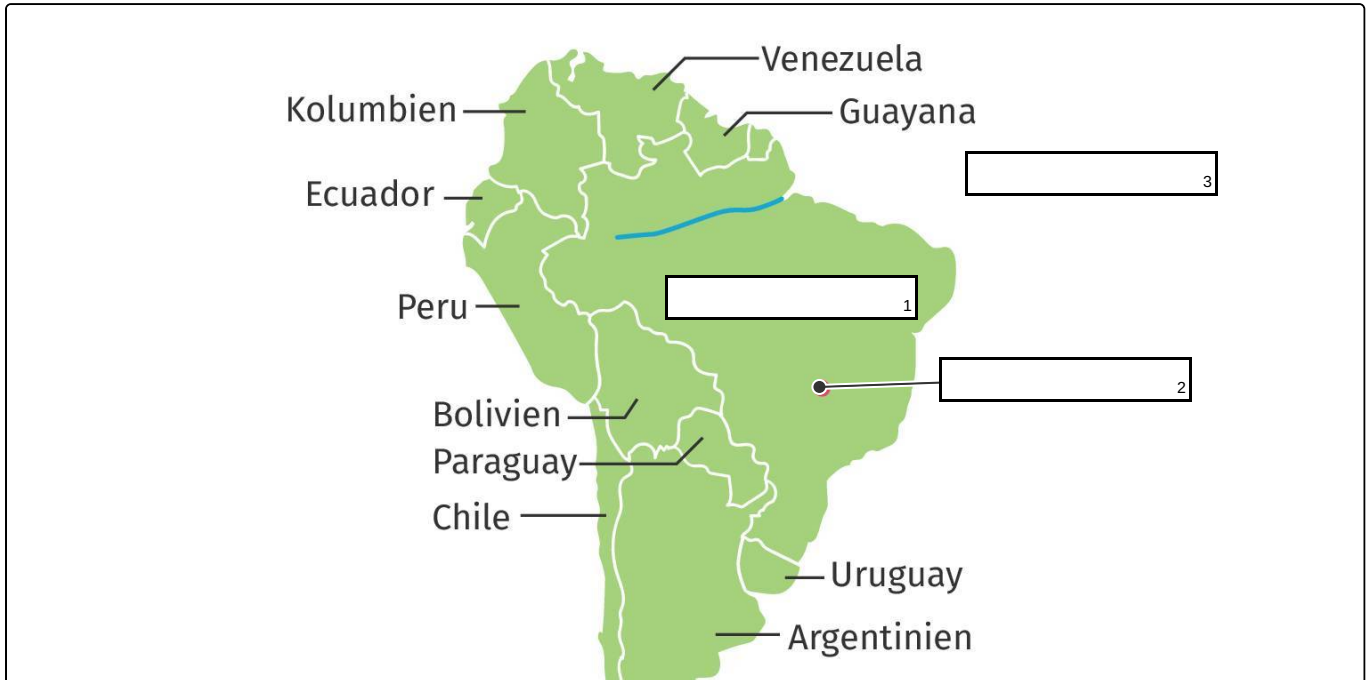 Venezuela
Kolumbien
Guayana
3
Ecuador
1
Peru
2
Bolivien
Paraguay
Chile
Uruguay
Argentinien